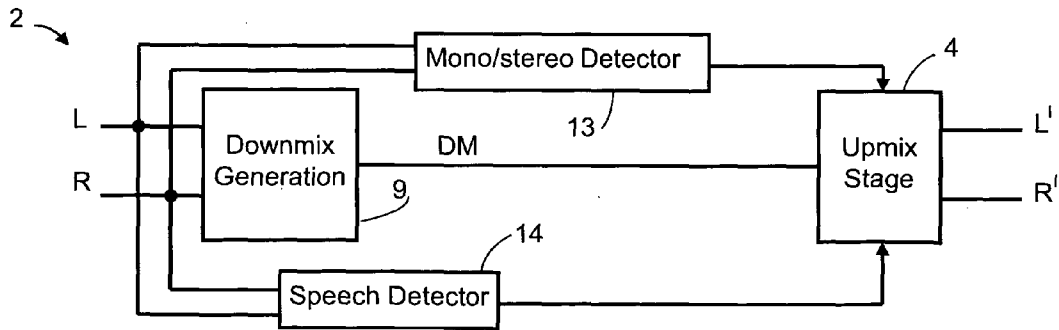 2
Mono/stereo Detector
13
4
L
R
Downmix
Generation
9
DM
Upmix
Stage
L'
R'
14
Speech Detector